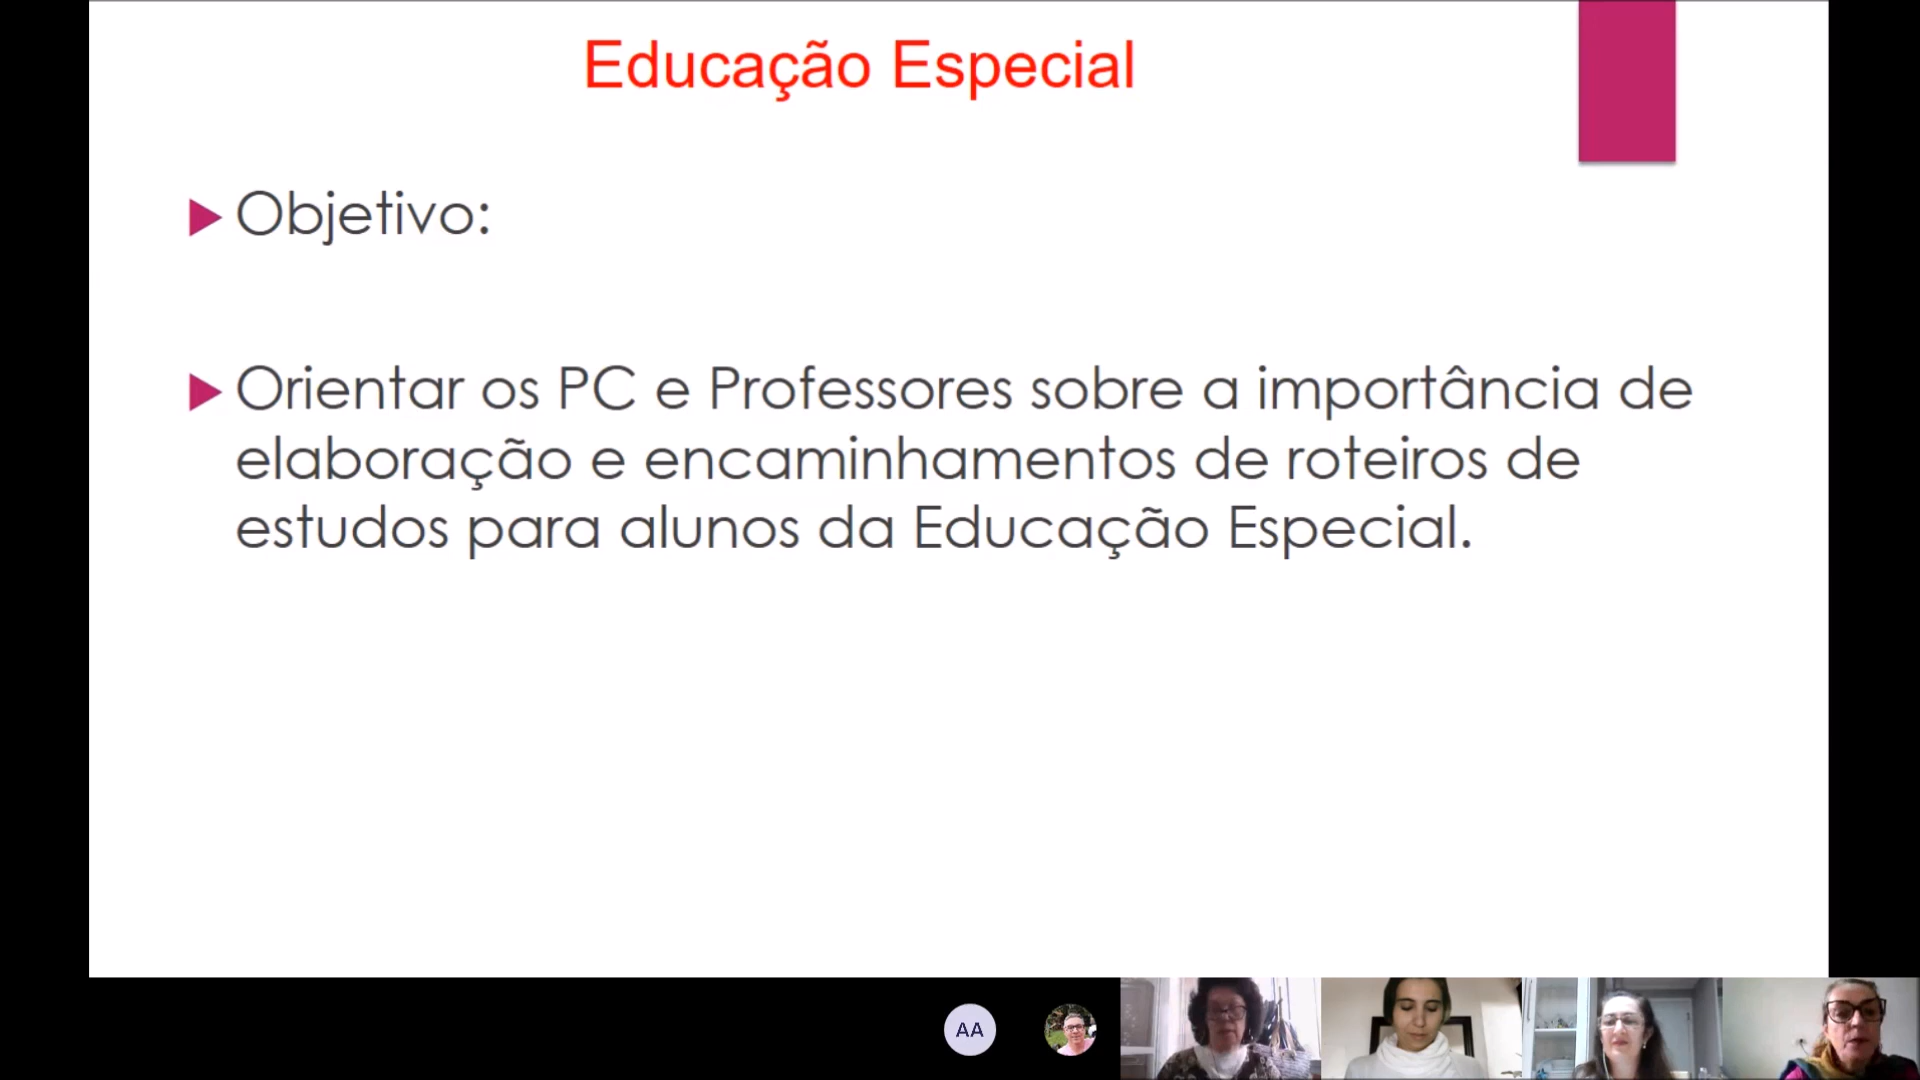 Educação Especial
Objetivo:
Orientar os PC e Professores sobre a importância de
elaboração e encaminhamentos de roteiros de
estudos para alunos da Educação Especial.
AA